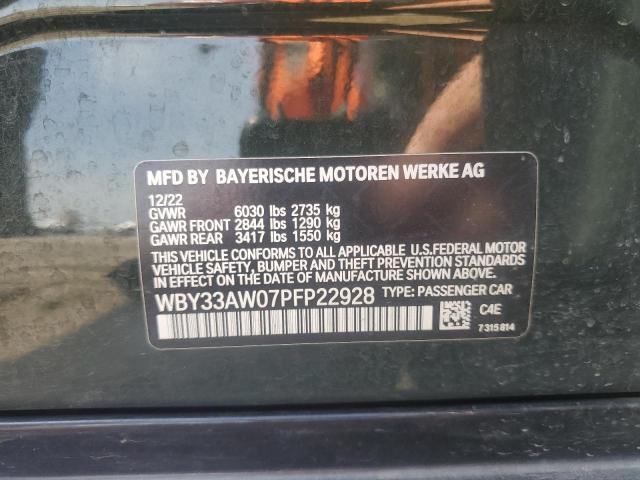 MFD BY BAYERISCHE MOTOREN WERKE AG
12/22
GVWR 6030 lbs 2735 kg
GAWR FRONT 2844 lbs 1290 kg
GAWR REAR 3417 lbs 1550 kg
THIS VEHICLE CONFORMS TO ALL APPLICABLE U.S.FEDERAL MOTOR
VEHICLE SAFETY, BUMPER, AND THEFT PREVENTION STANDARDS
IN EFFECT ON THE DATE OF MANUFACTURE SHOWN ABOVE.
WBY33AW07PFP22928 TYPE: PASSENGER CAR
C4E
7315814